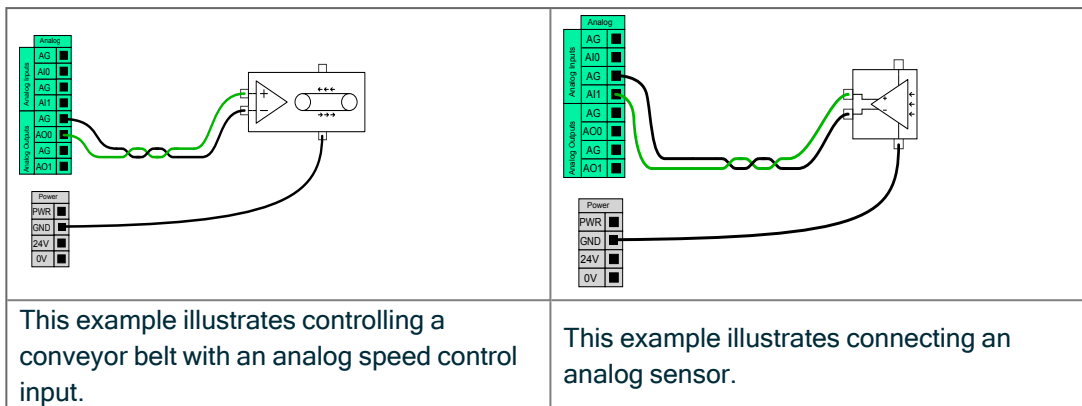 Analog
Analog Inputs
AG
AI0
AG
AI1
Analog Outputs
AG
AO0
AG
AO1
+
−
Power
PWR
GND
24V
0V
This example illustrates controlling a
conveyor belt with an analog speed control
input.
Analog
Analog Inputs
AG
AI0
AG
AI1
Analog Outputs
AG
AO0
AG
AO1
+
−
Power
PWR
GND
24V
0V
This example illustrates connecting an
analog sensor.